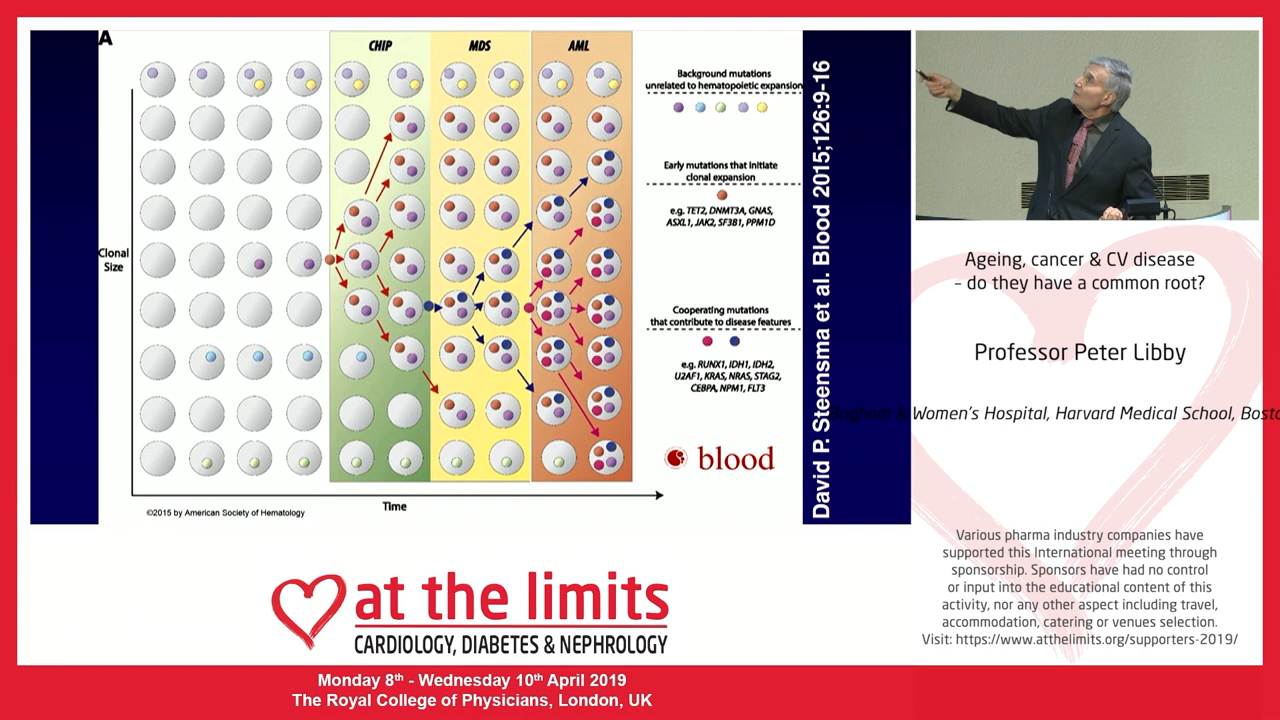 A
CHIP
MDS
AML
Clonal
Size
Time
©2015 by American Society of Hematology
Background mutations
unrelated to hematopoietic expansion
Early mutations that initiate
clonal expansion
e.g. TET2, DNMT3A, GNAS,
ASXL1, JAK2, SF3B1, PPM1D
Cooperating mutations
that contribute to disease features
e.g. RUNX1, IDH1, IDH2,
U2AF1, KRAS, NRAS, STAG2,
CEBPA, NPM1, FLT3
blood
David P. Steensma et al. Blood 2015;126:9-16
Ageing, cancer & CV disease
– do they have a common root?
Professor Peter Libby
& Women's Hospital, Harvard Medical School,
Various pharma industry companies have
supported this International meeting through
sponsorship. Sponsors have had no control
or input into the educational content of this
activity, nor any other aspect including travel,
accommodation, catering or venues selection.
Visit: https://www.atthelimits.org/supporters-2019/
at the limits
CARDIOLOGY, DIABETES & NEPHROLOGY
Monday 8th - Wednesday 10th April 2019
The Royal College of Physicians, London, UK